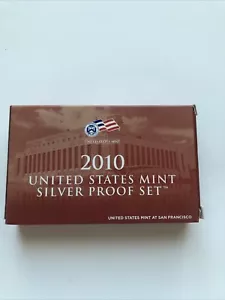 2010
UNITED STATES MINT
SILVER PROOF SET™
UNITED STATES MINT AT SAN FRANCISCO